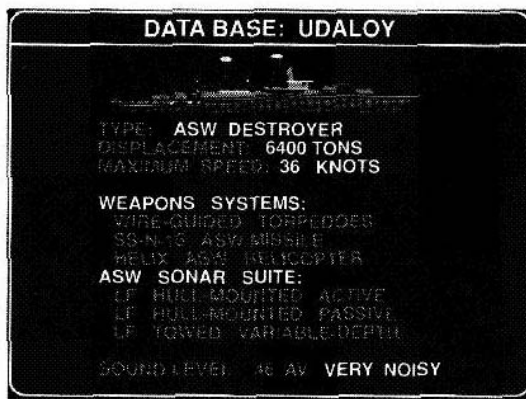 DATA BASE: UDALOY
TYPE: ASW DESTROYER
DISPLACEMENT: 6400 TONS
MAXIMUM SPEED: 36 KNOTS
WEAPONS SYSTEMS:
WIRE-GUIDED TORPEDOES
ASW MISSILE
HELIX ASW HELICOPTER
ASW SONAR SUITE:
LF HULL-MOUNTED ACTIVE
LF HULL-MOUNTED PASSIVE
LF TOWED VARIABLE-DEPTH
SOUND LEVEL: AV VERY NOISY